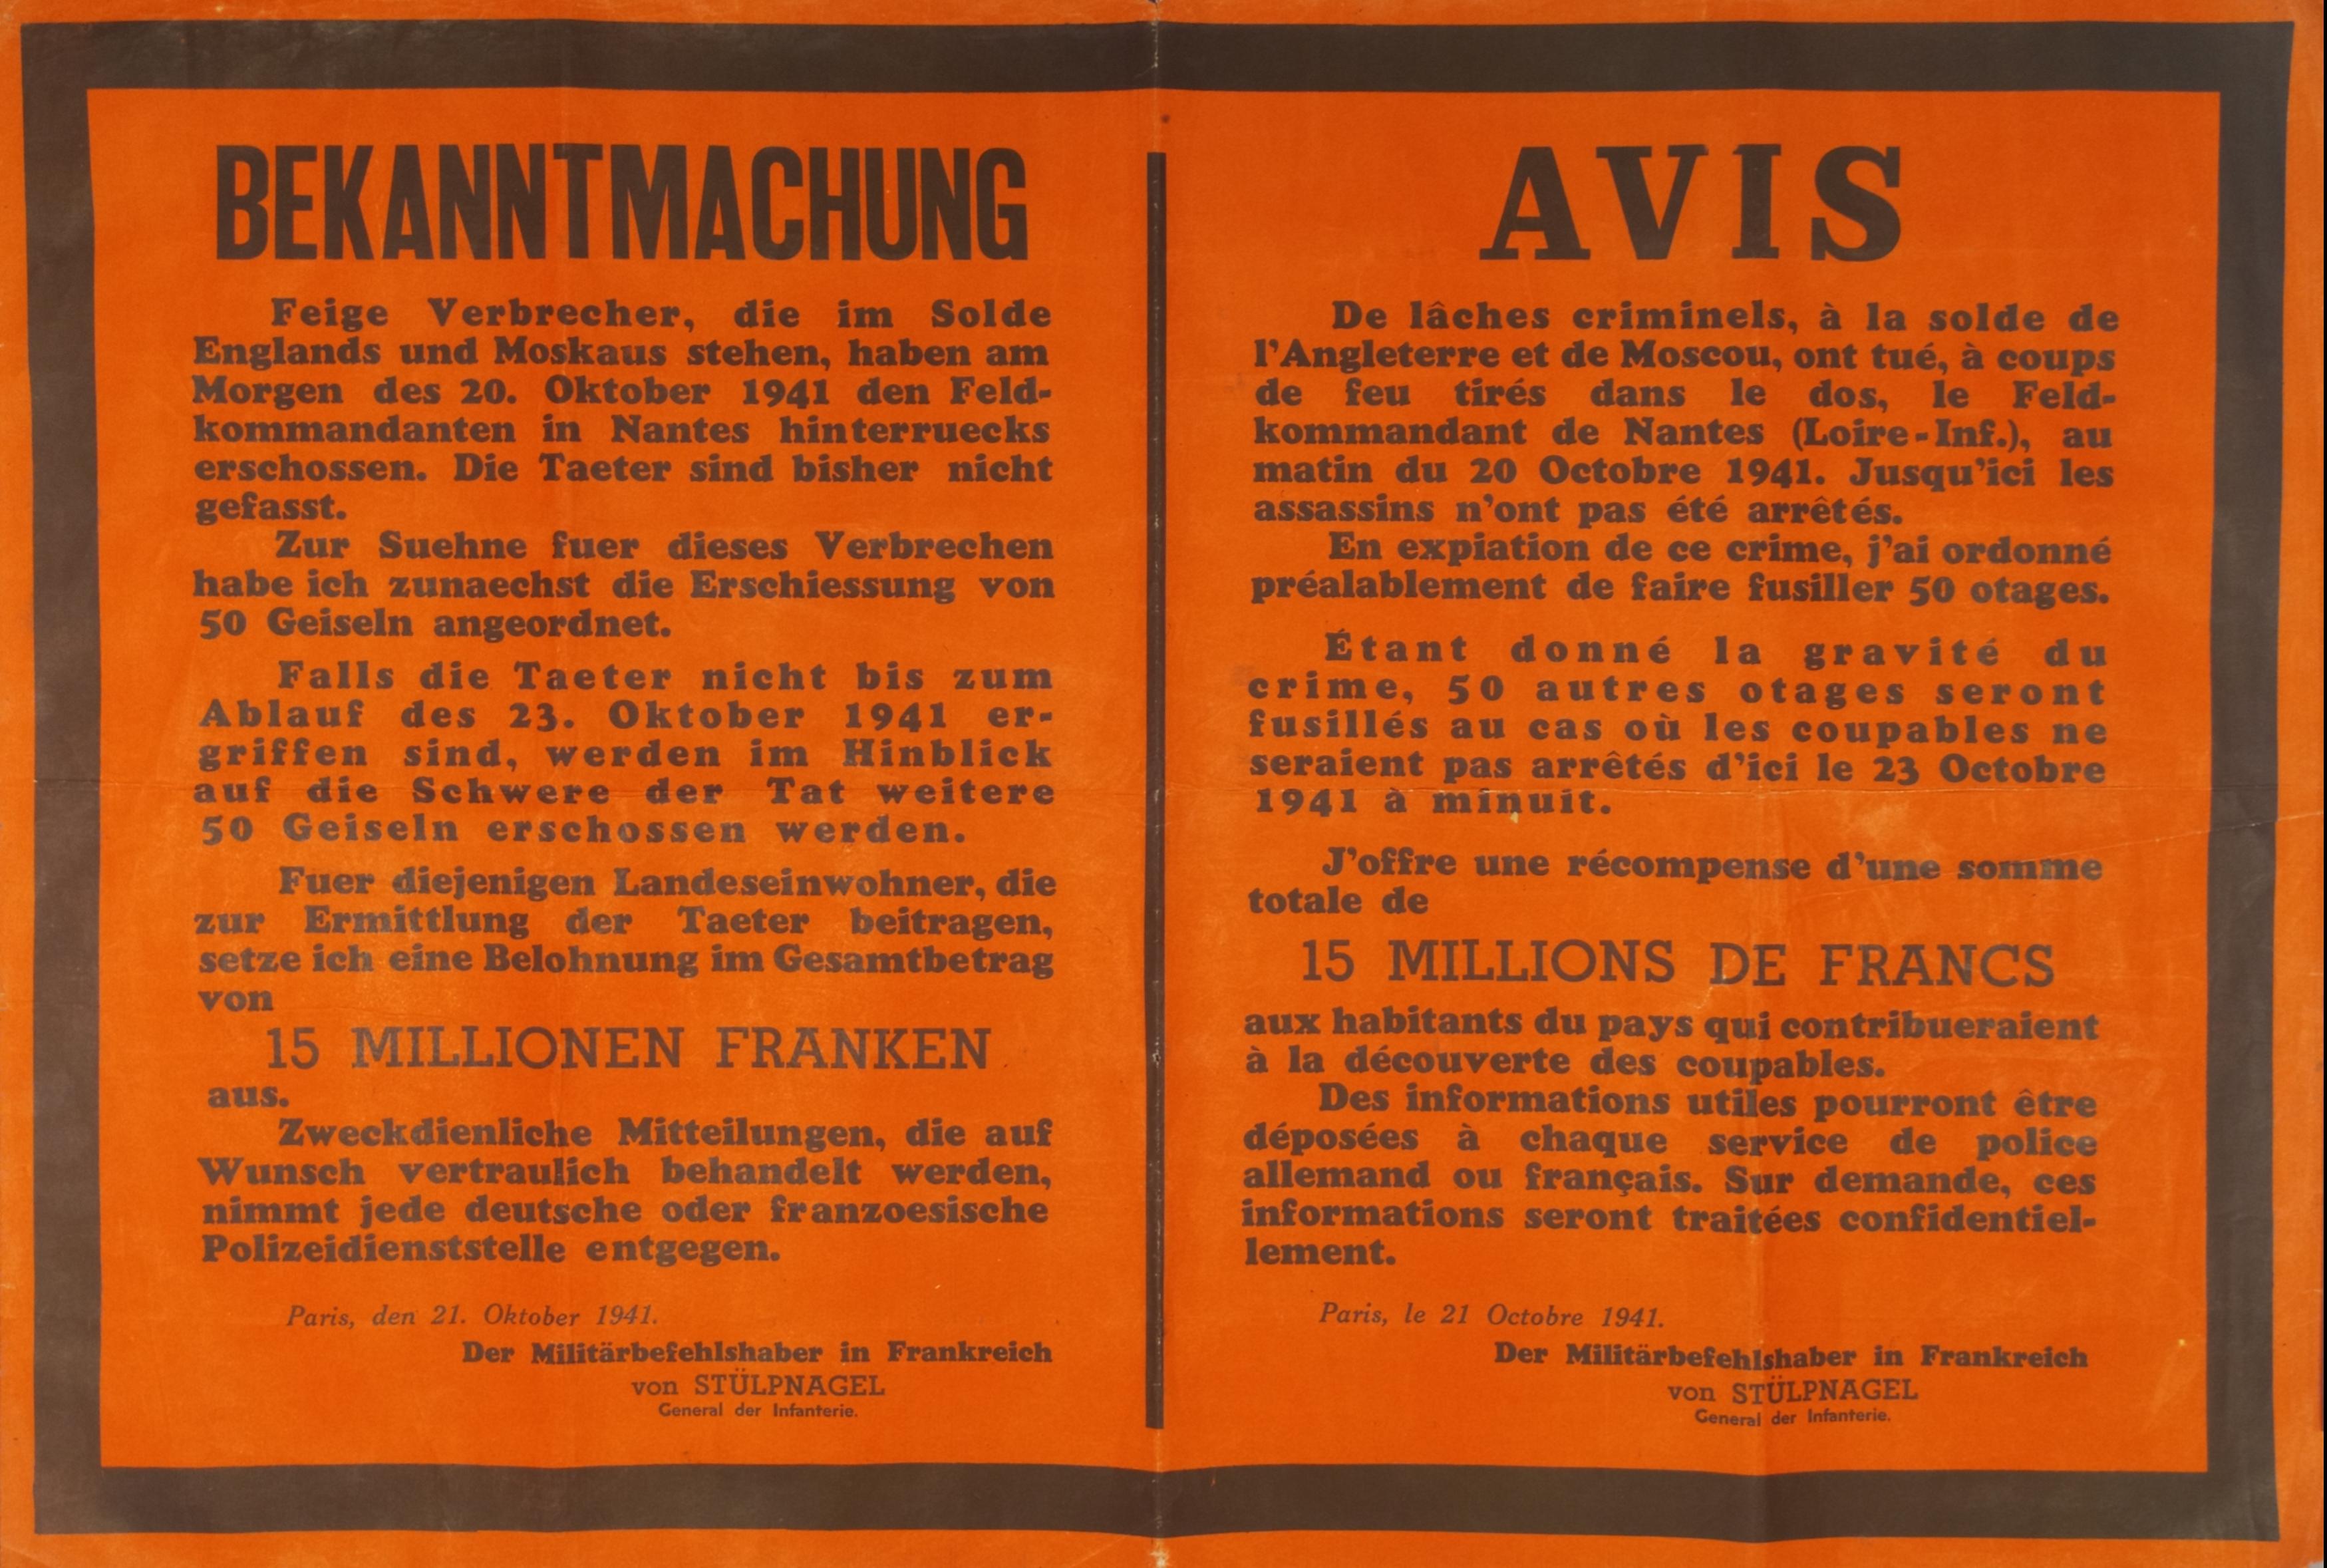 BEKANNTMACHUNG
Feige Verbrecher, die im Solde
Englands und Moskaus stehen, haben am
Morgen des 20. Oktober 1941 den Feld-
kommandanten in Nantes hinterruecks
erschossen. Die Taeter sind bisher nicht
gefasst.
Zur Suehne fuer dieses Verbrechen
habe ich zunaechst die Erschiessung von
50 Geiseln angeordnet.
Falls die Taeter nicht bis zum
Ablauf des 23. Oktober 1941 er-
griffen sind, werden im Hinblick
auf die Schwere der Tat weitere
50 Geiseln erschossen werden.
Fuer diejenigen Landeseinwohner, die
zur Ermittlung der Taeter beitragen,
setze ich eine Belohnung im Gesamtbetrag
von
15 MILLIONEN FRANKEN
aus.
Zweckdienliche Mitteilungen, die auf
Wunsch vertraulich behandelt werden,
nimmt jede deutsche oder franzoesische
Polizeidienststelle entgegen.
Paris, den 21. Oktober 1941.
Der Militärbefehlshaber in Frankreich
von STÜLPNAGEL
General der Infanterie.
AVIS
De lâches criminels, à la solde de
l'Angleterre et de Moscou, ont tué, à coups
de feu tirés dans le dos, le Feld-
kommandant de Nantes (Loire-Inf.), au
matin du 20 Octobre 1941. Jusqu'ici les
assassins n'ont pas été arrêtés.
En expiation de ce crime, j'ai ordonné
préalablement de faire fusiller 50 otages.
Étant donné la gravité du
crime, 50 autres otages seront
fusillés au cas où les coupables ne
seraient pas arrêtés d'ici le 23 Octobre
1941 à minuit.
J'offre une récompense d'une somme
totale de
15 MILLIONS DE FRANCS
aux habitants du pays qui contribueraient
à la découverte des coupables.
Des informations utiles pourront être
déposées à chaque service de police
allemand ou français. Sur demande, ces
informations seront traitées confidentiel-
lement.
Paris, le 21 Octobre 1941.
Der Militärbefehlshaber in Frankreich
von STÜLPNAGEL
General der Infanterie.